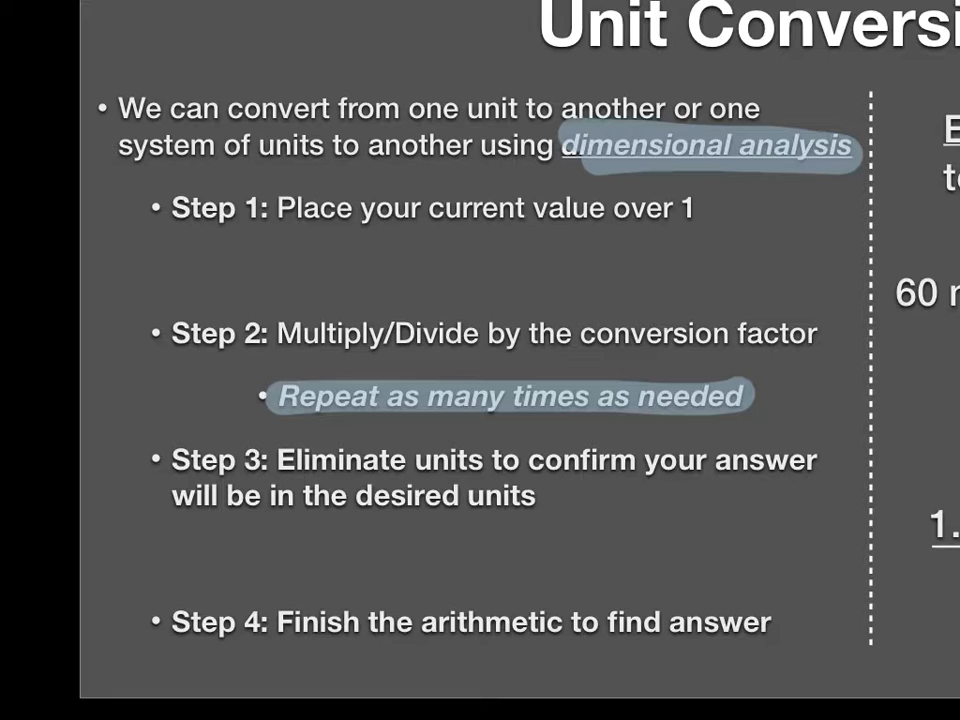 Unit Conversi
• We can convert from one unit to another or one
system of units to another using dimensional analysis
• Step 1: Place your current value over 1
• Step 2: Multiply/Divide by the conversion factor
• Repeat as many times as needed
• Step 3: Eliminate units to confirm your answer
will be in the desired units
• Step 4: Finish the arithmetic to find answer
60
1.